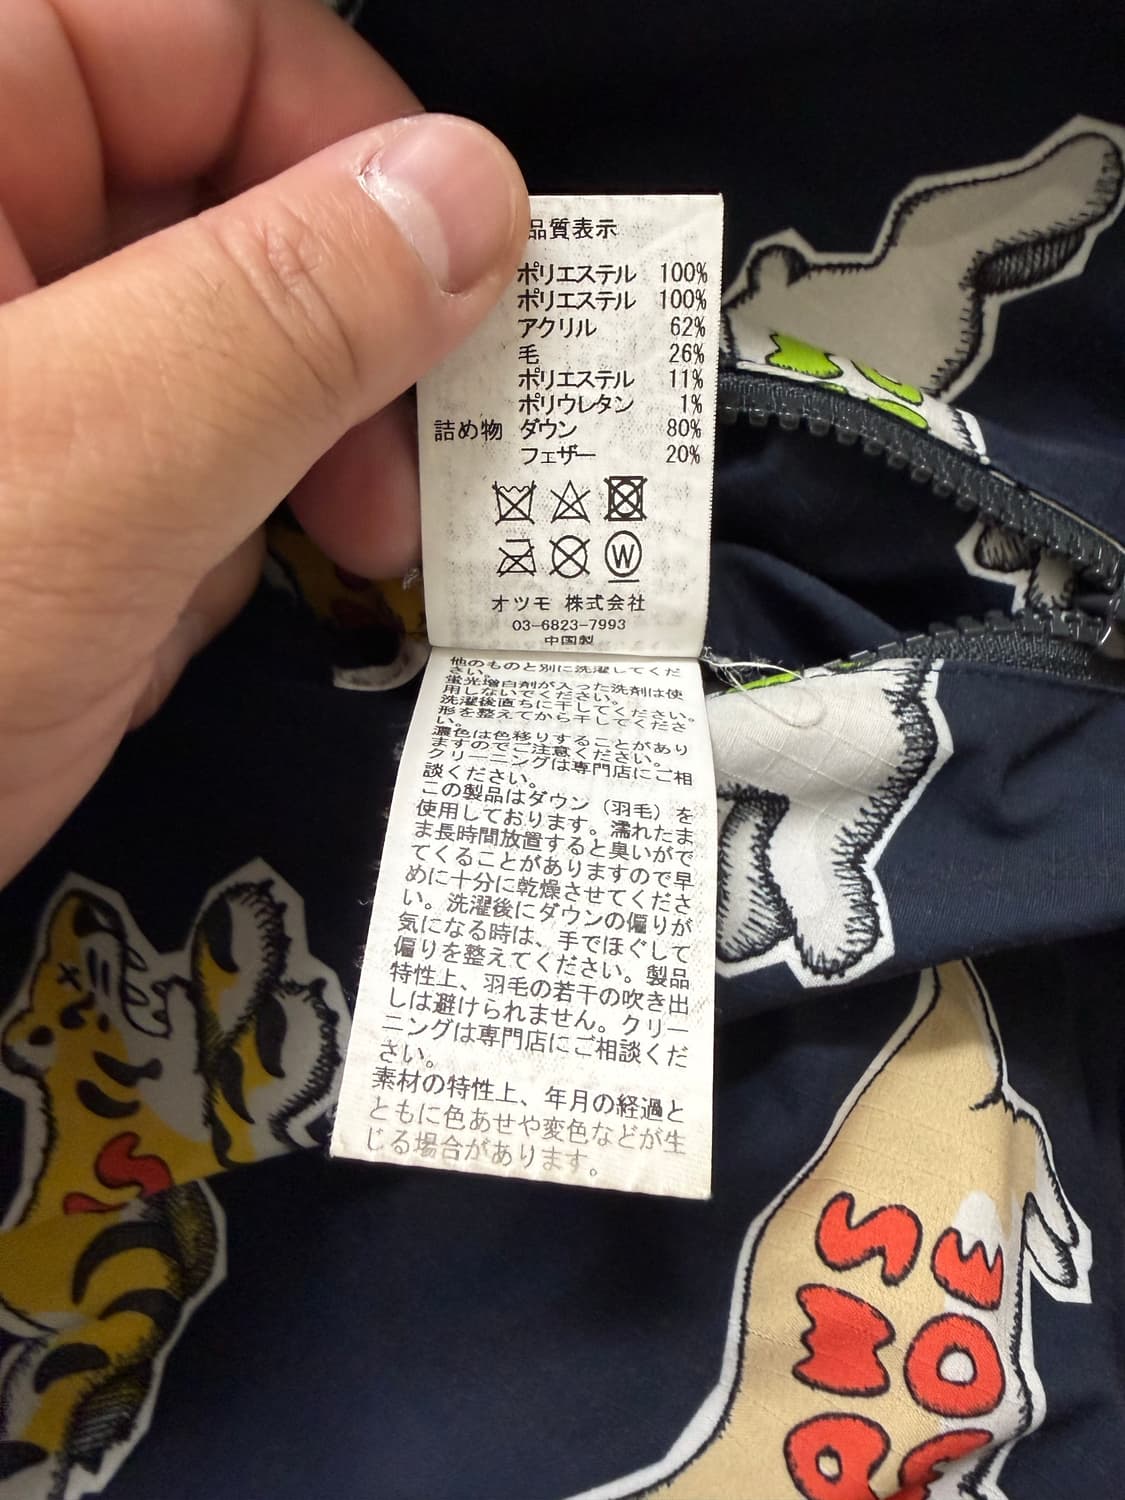 品質表示
ポリエステル 100%
ポリエステル 100%
アクリル 62%
毛 26%
ポリエステル 11%
ポリウレタン 1%
詰め物 ダウン 80%
フェザー 20%
W
オツモ 株式会社
03-6823-7993
中国製
他のものと別に洗濯してくだ
さい。
蛍光増白剤が入った洗剤は使
用しないでください。
洗濯後直ちに干してください。
形を整えてから干してくださ
い。
濃色は色移りすることがあり
ますのでご注意ください。
クリーニングは専門店にご相
談ください。
この製品はダウン（羽毛）を
使用しております。濡れたま
ま長時間放置すると臭いがで
てくることがありますので早
めに十分に乾燥させてくださ
い。洗濯後にダウンの偏りが
気になる時は、手でほぐして
偏りを整えてください。製品
特性上、羽毛の若干の吹き出
しは避けられません。クリー
ニングは専門店にご相談くだ
さい。
素材の特性上、年月の経過と
ともに色あせや変色などが生
じる場合があります。